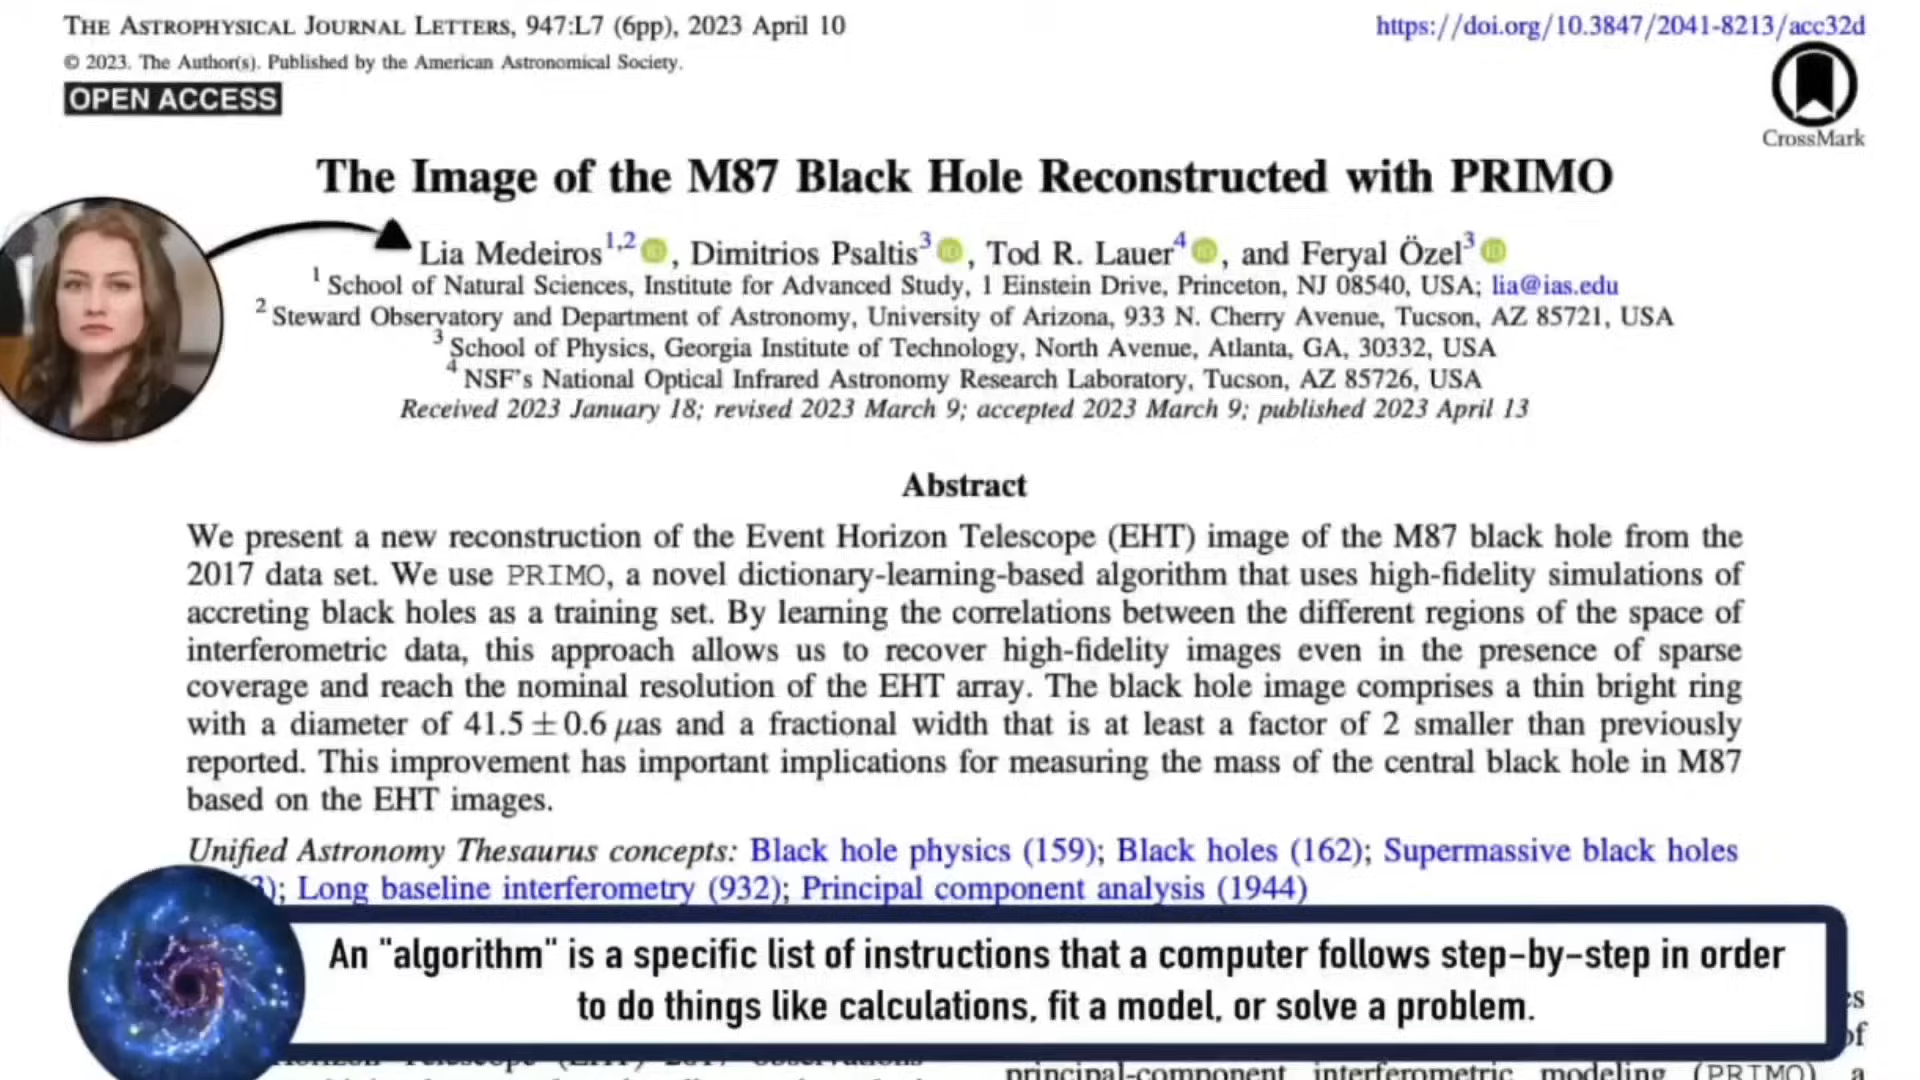 THE ASTROPHYSICAL JOURNAL LETTERS, 947:L7 (6pp), 2023 April 10
https://doi.org/10.3847/2041-8213/acc32d
© 2023. The Author(s). Published by the American Astronomical Society.
OPEN ACCESS
CrossMark
The Image of the M87 Black Hole Reconstructed with PRIMO
Lia Medeiros1,2 iD, Dimitrios Psaltis3 iD, Tod R. Lauer4 iD, and Feryal Özel3 iD
1 School of Natural Sciences, Institute for Advanced Study, 1 Einstein Drive, Princeton, NJ 08540, USA; lia@ias.edu
2 Steward Observatory and Department of Astronomy, University of Arizona, 933 N. Cherry Avenue, Tucson, AZ 85721, USA
3 School of Physics, Georgia Institute of Technology, North Avenue, Atlanta, GA, 30332, USA
4 NSF's National Optical Infrared Astronomy Research Laboratory, Tucson, AZ 85726, USA
Received 2023 January 18; revised 2023 March 9; accepted 2023 March 9; published 2023 April 13
Abstract
We present a new reconstruction of the Event Horizon Telescope (EHT) image of the M87 black hole from the
2017 data set. We use PRIMO, a novel dictionary-learning-based algorithm that uses high-fidelity simulations of
accreting black holes as a training set. By learning the correlations between the different regions of the space of
interferometric data, this approach allows us to recover high-fidelity images even in the presence of sparse
coverage and reach the nominal resolution of the EHT array. The black hole image comprises a thin bright ring
with a diameter of 41.5 ± 0.6 μas and a fractional width that is at least a factor of 2 smaller than previously
reported. This improvement has important implications for measuring the mass of the central black hole in M87
based on the EHT images.
Unified Astronomy Thesaurus concepts: Black hole physics (159); Black holes (162); Supermassive black holes
3); Long baseline interferometry (932); Principal component analysis (1944)
An "algorithm" is a specific list of instructions that a computer follows step-by-step in order
to do things like calculations, fit a model, or solve a problem.
of
principal-component interferometric modeling (PRIMO), a